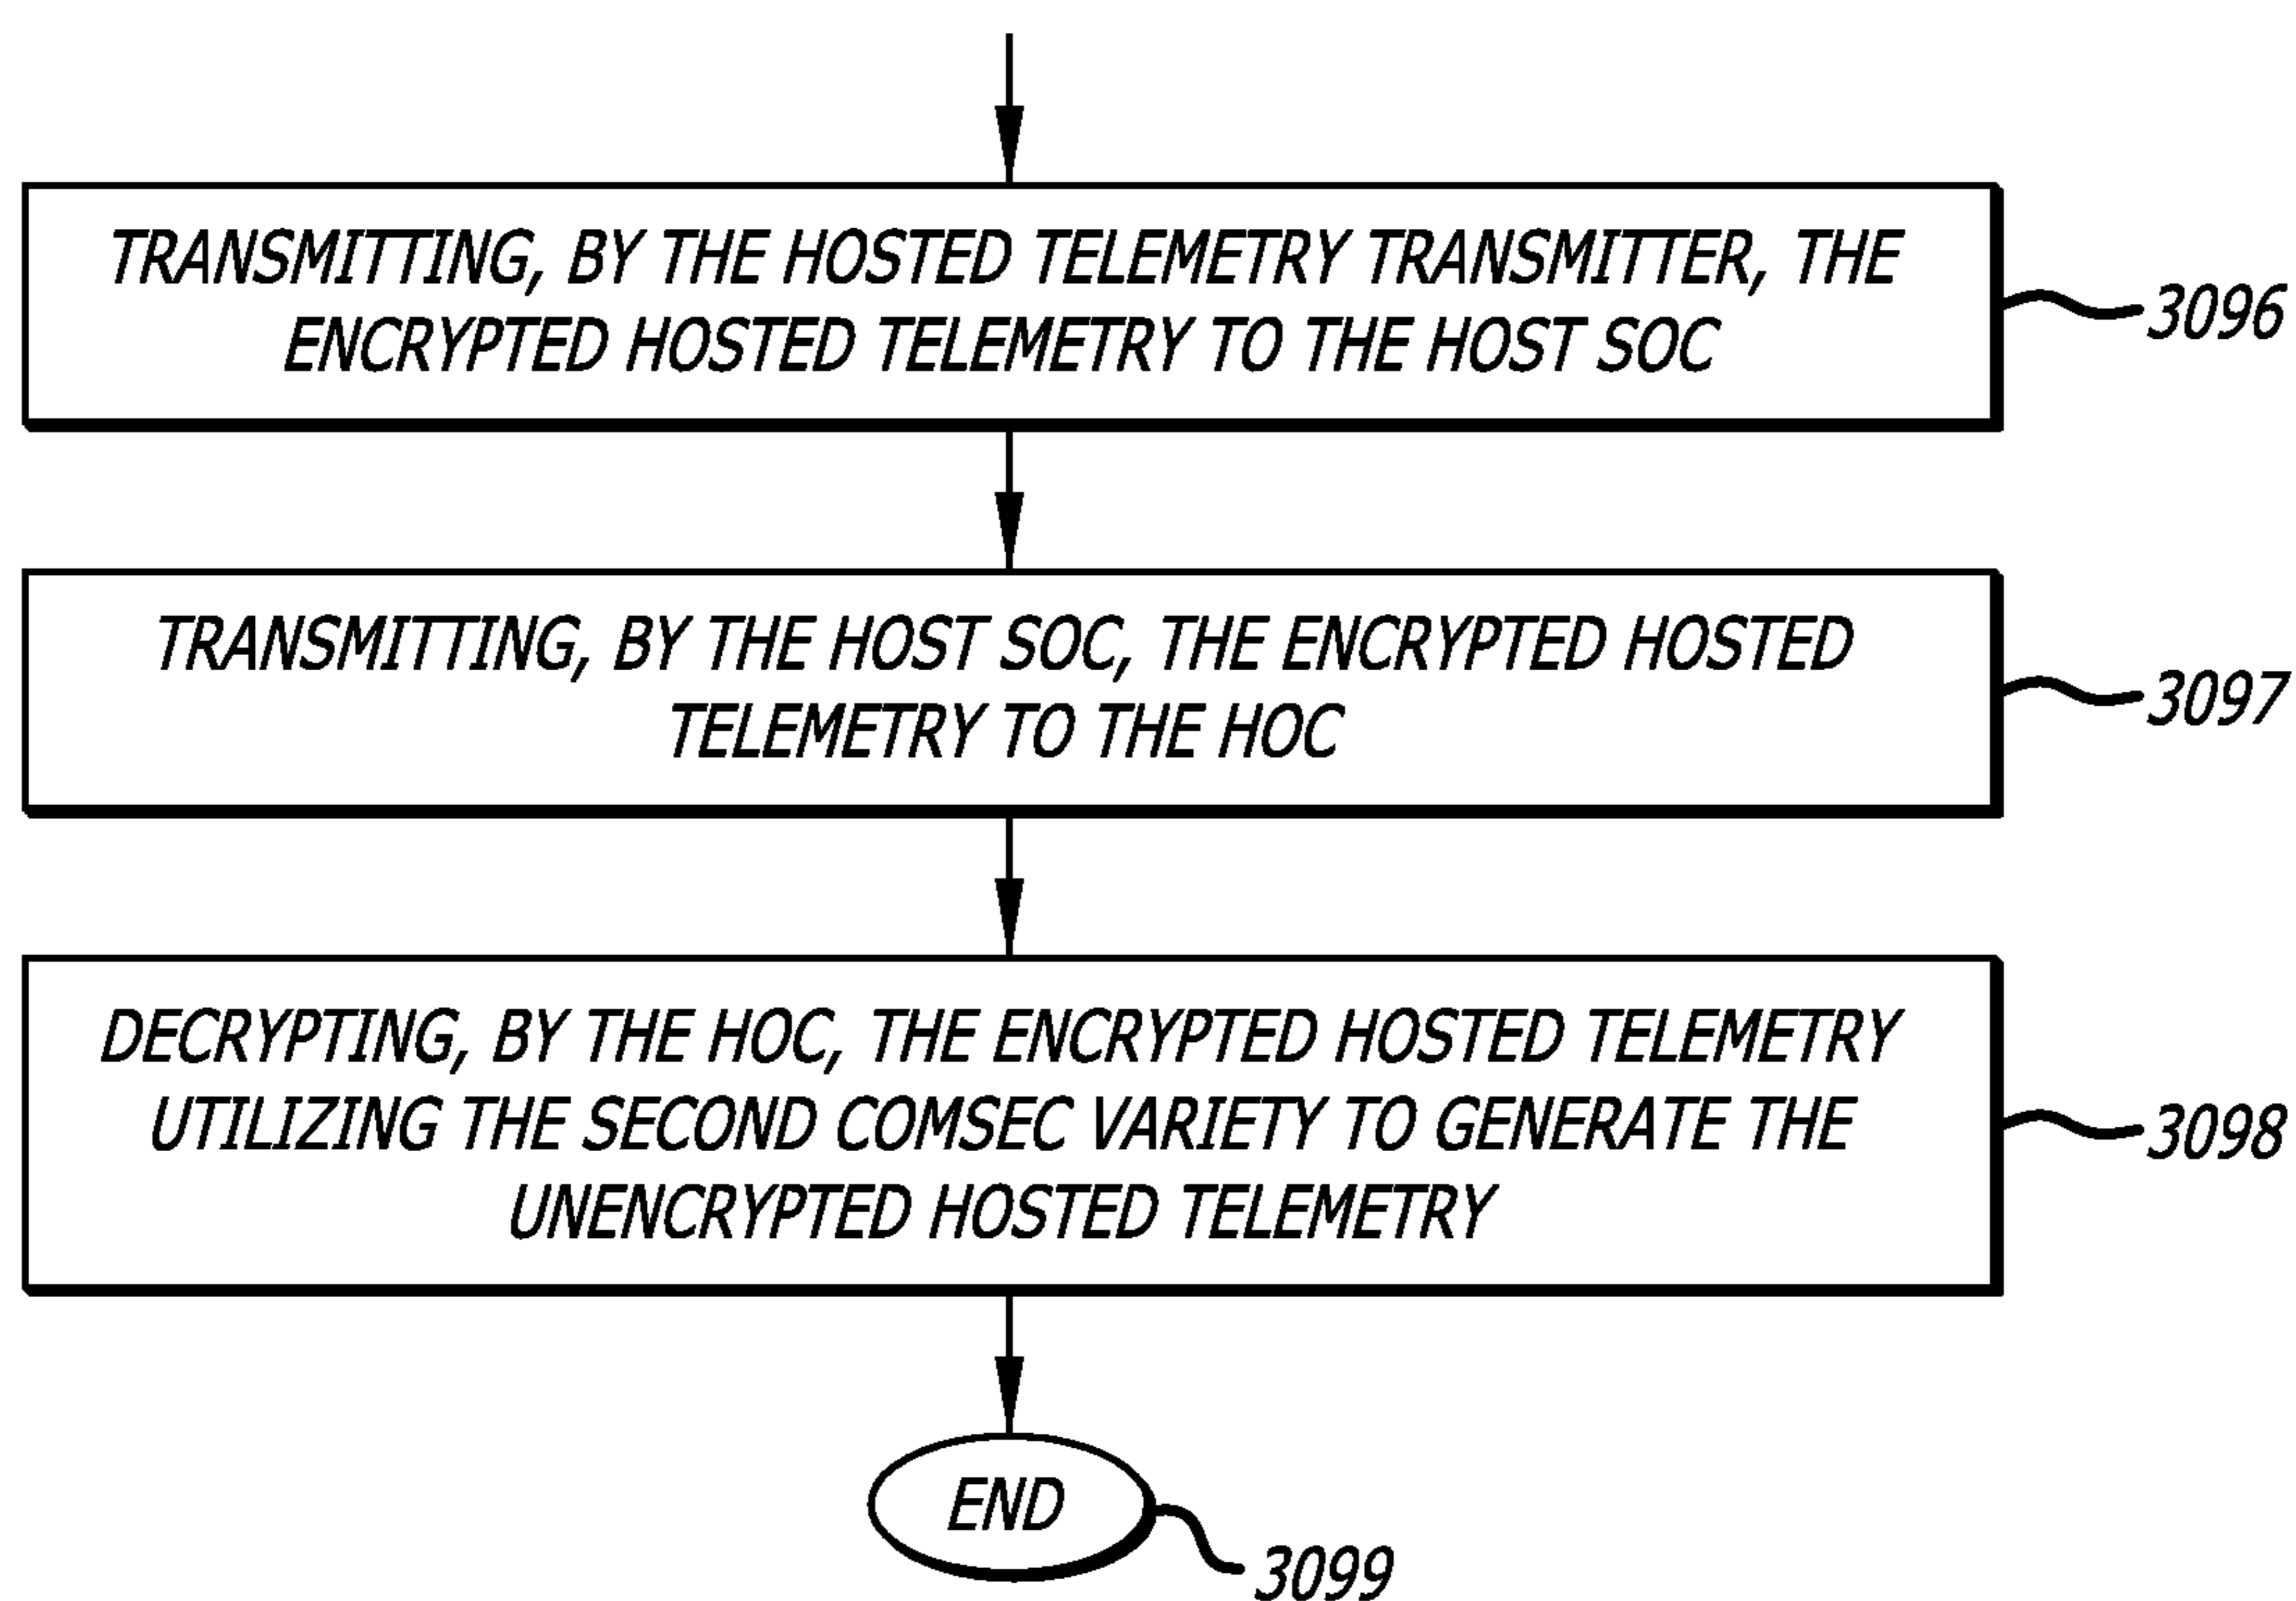 TRANSMITTING, BY THE HOSTED TELEMETRY TRANSMITTER, THE
ENCRYPTED HOSTED TELEMETRY TO THE HOST SOC
3096
TRANSMITTING, BY THE HOST SOC, THE ENCRYPTED HOSTED
TELEMETRY TO THE HOC
3097
DECRYPTING, BY THE HOC, THE ENCRYPTED HOSTED TELEMETRY
UTILIZING THE SECOND COMSEC VARIETY TO GENERATE THE
UNENCRYPTED HOSTED TELEMETRY
3098
END
3099